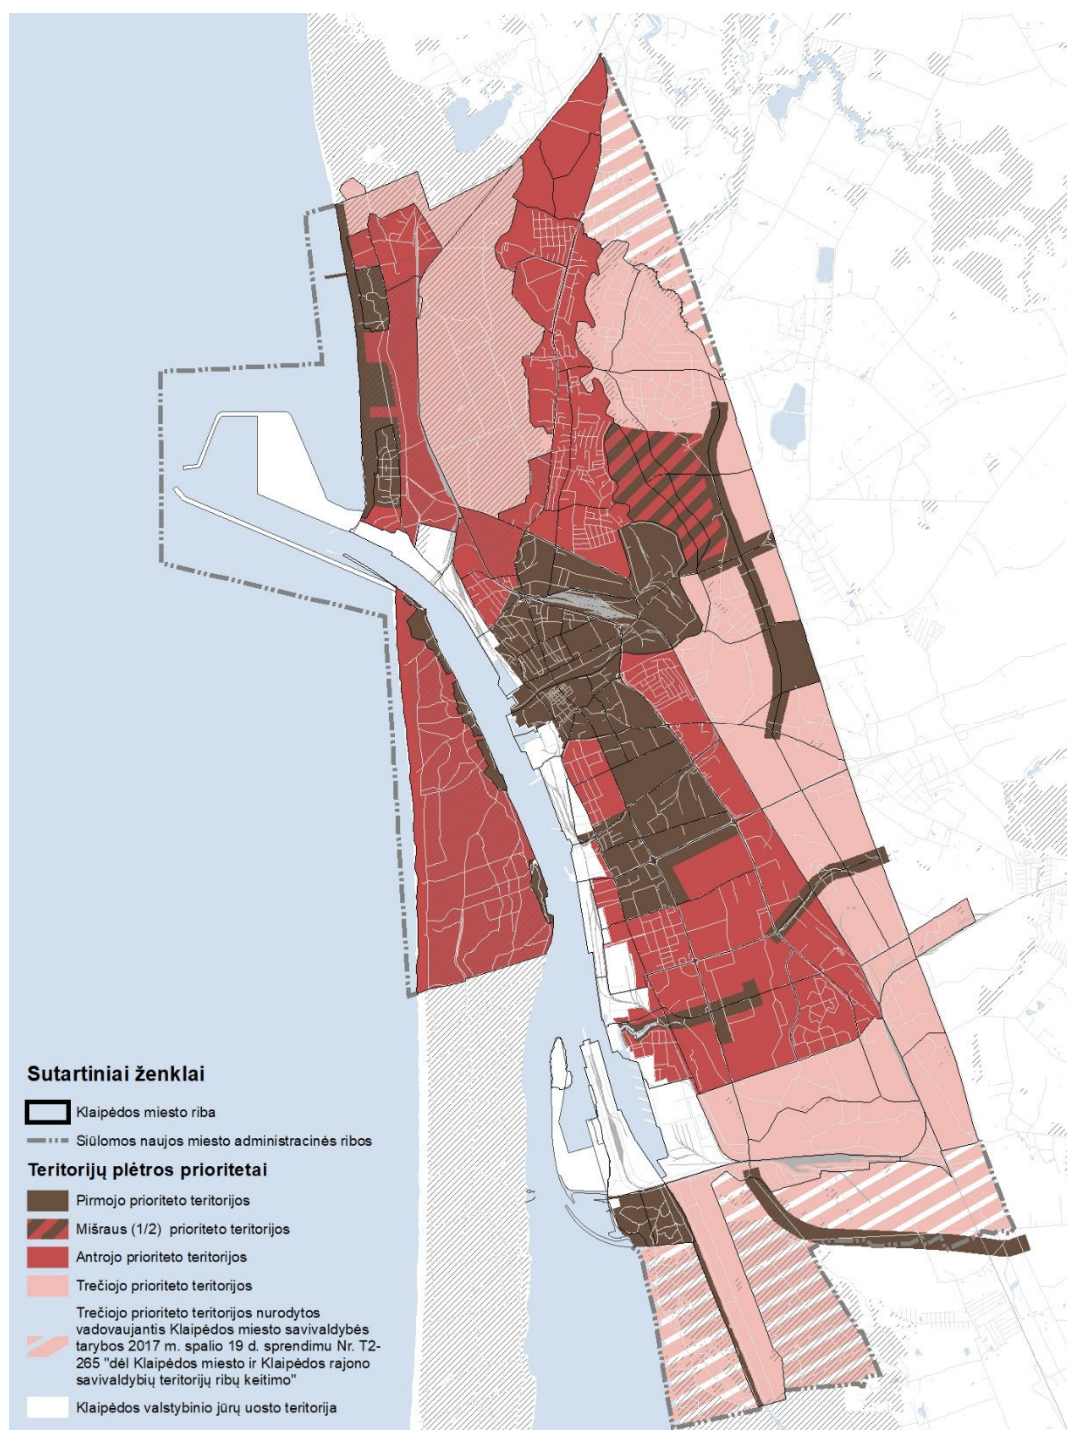 Sutartiniai ženklai
Klaipėdos miesto riba
Siūlomos naujos miesto administracinės ribos
Teritorijų plėtros prioritetai
Pirmojo prioriteto teritorijos
Mišraus (1/2) prioriteto teritorijos
Antrojo prioriteto teritorijos
Trečiojo prioriteto teritorijos
Trečiojo prioriteto teritorijos nurodytos
vadovaujantis Klaipėdos miesto savivaldybės
tarybos 2017 m. spalio 19 d. sprendimu Nr. T2-
265 "dėl Klaipėdos miesto ir Klaipėdos rajono
savivaldybių teritorijų ribų keitimo"
Klaipėdos valstybinio jūrų uosto teritorija